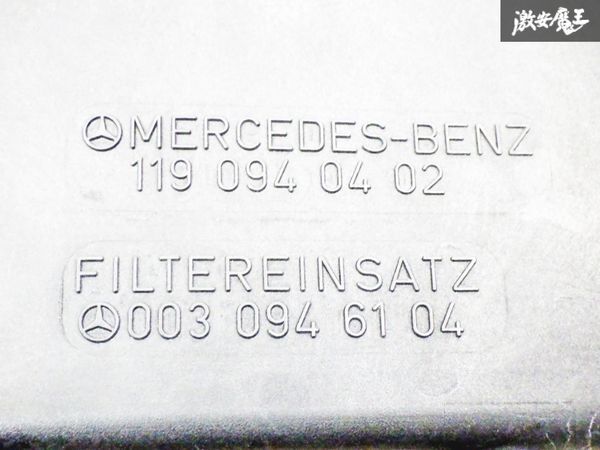 激安魔王
MERCEDES-BENZ
119 094 04 02
FILTEREINSATZ
003 094 61 04